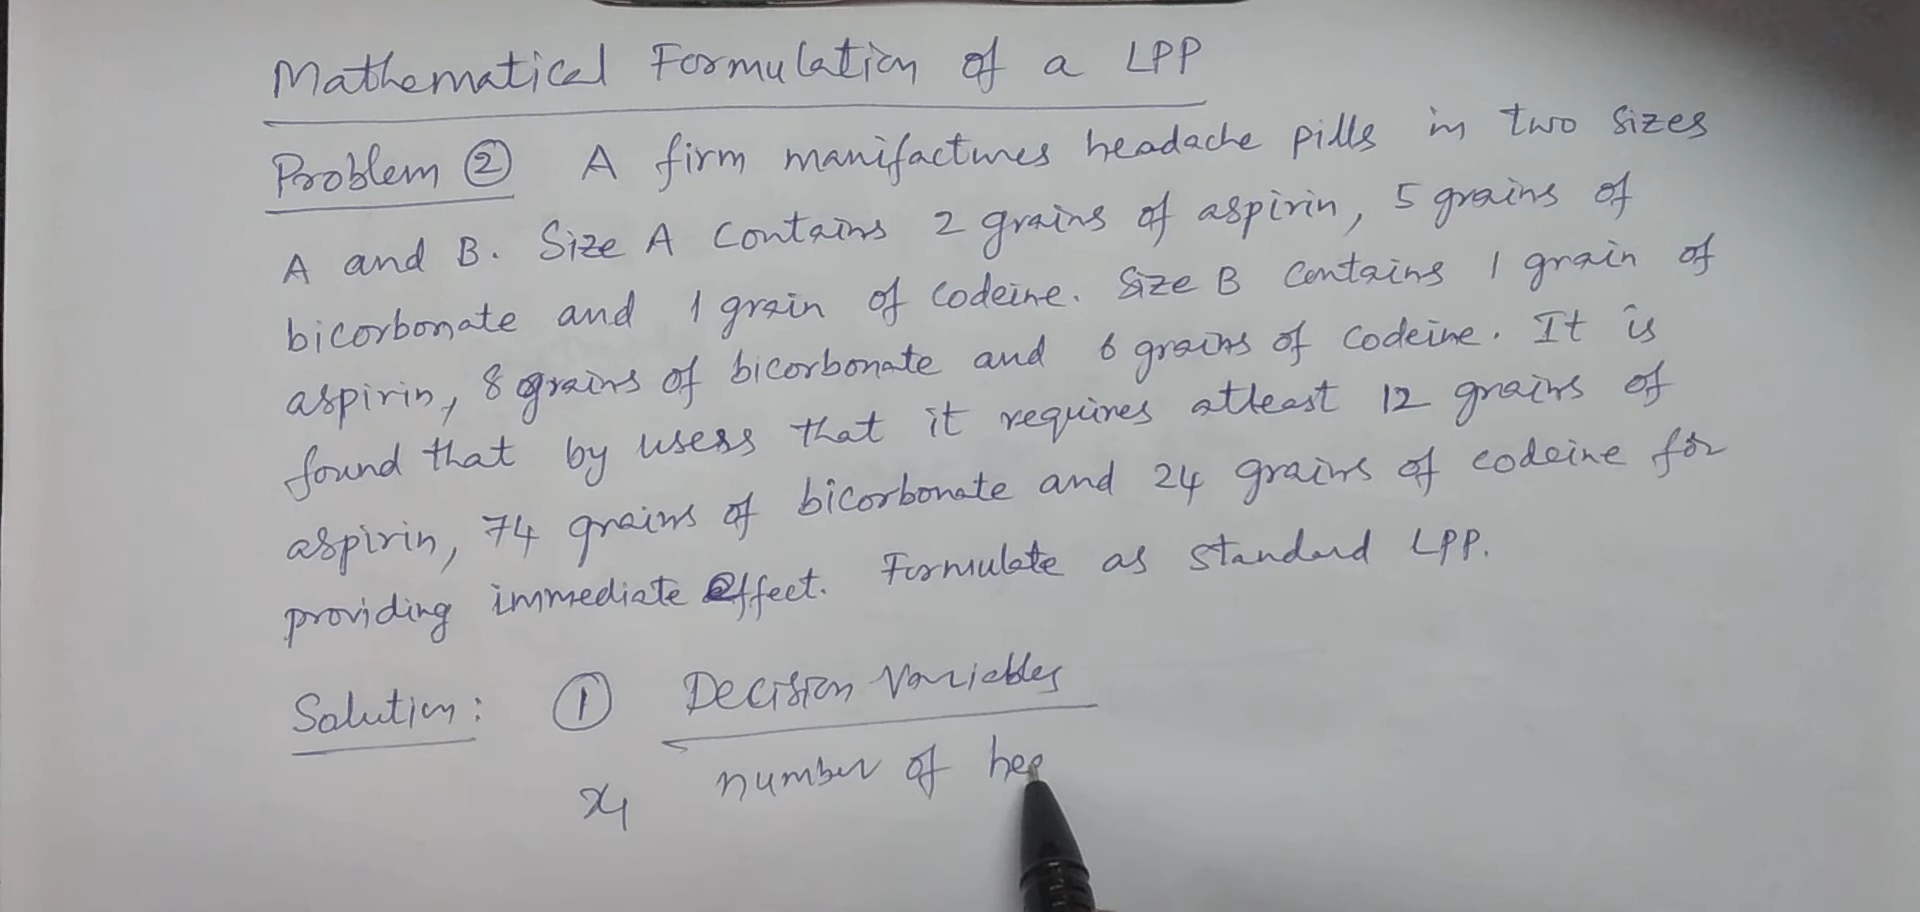 Mathematical Formulation of a LPP
Problem ② A firm manifactures headache pills in two sizes
A and B. Size A contains 2 grains of aspirin, 5 grains of
bicorbonate and 1 grain of codeine. Size B contains 1 grain of
aspirin, 8 grains of bicorbonate and 6 grains of codeine. It is
found that by usess that it requires atleast 12 grains of
aspirin, 74 grains of bicorbonate and 24 grains of codeine for
providing immediate effect. Formulate as standard LPP.
Solution: ① Decision Variables
x₁ number of hea